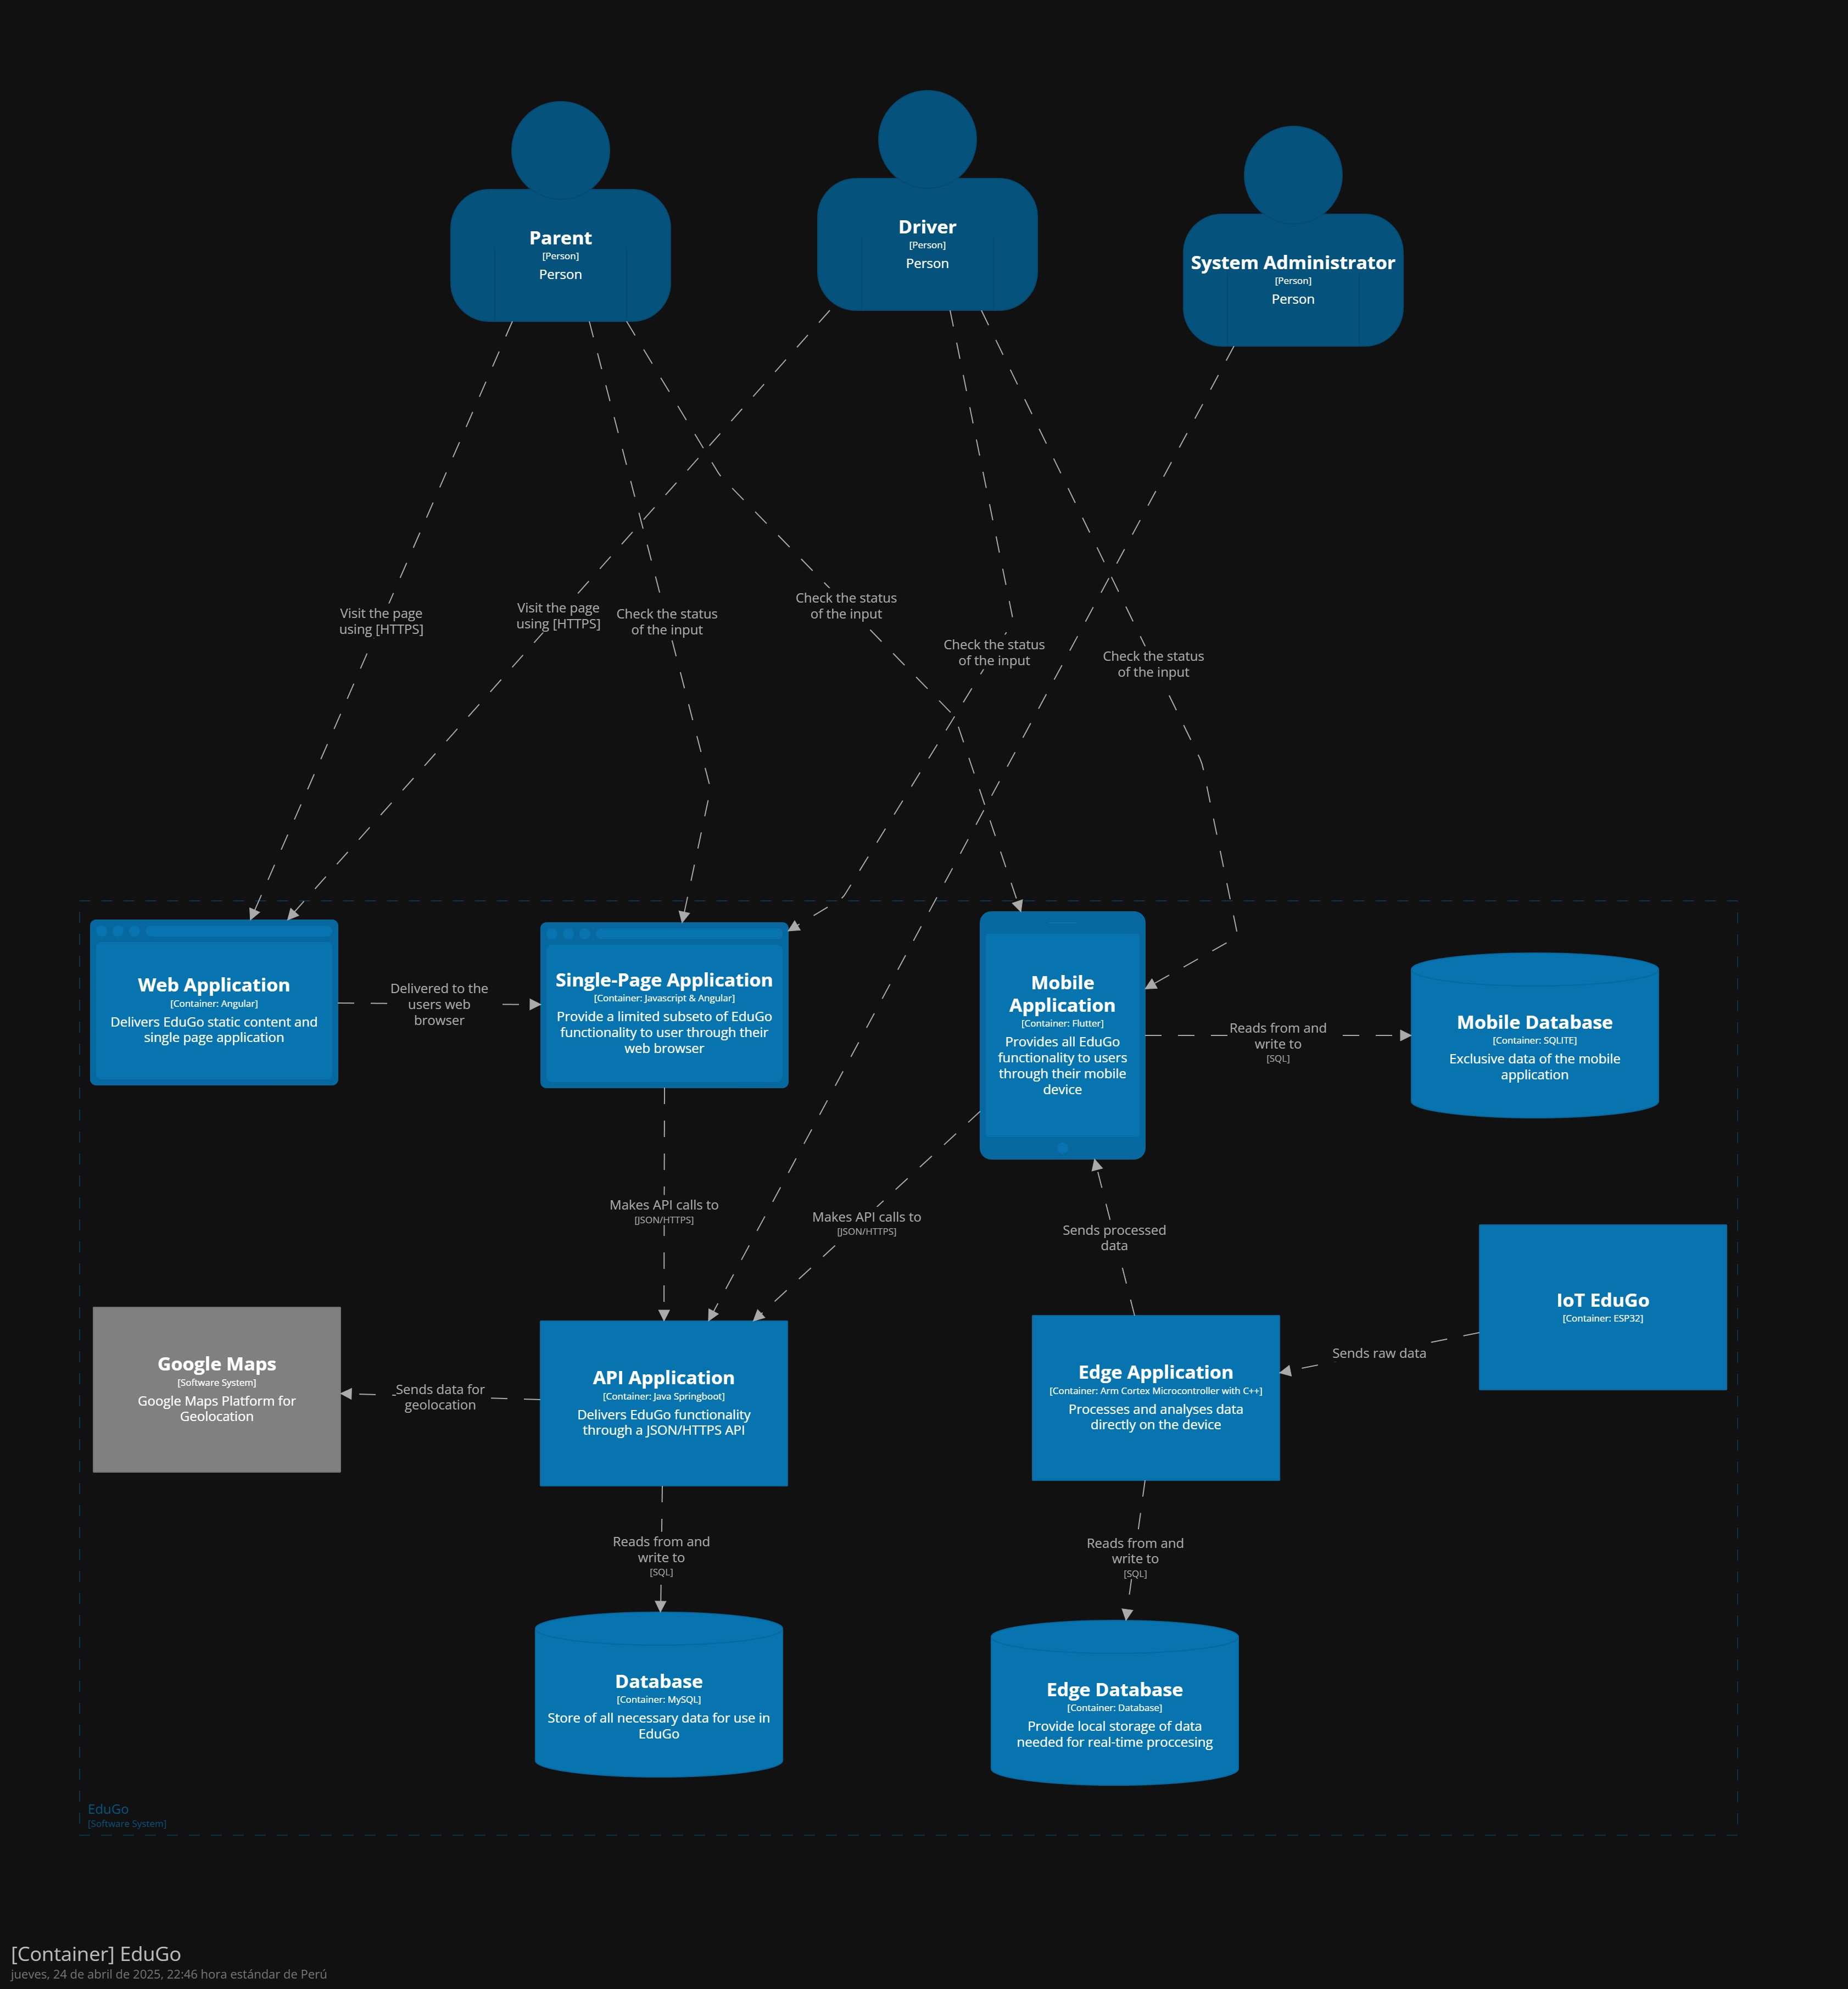 Parent
[Person]
Person
Driver
[Person]
Person
System Administrator
[Person]
Person
Visit the page
using [HTTPS]
Visit the page
using [HTTPS]
Check the status
of the input
Check the status
of the input
Check the status
of the input
Check the status
of the input
Web Application
[Container: Angular]
Delivers EduGo static content and
single page application
Delivered to the
users web
browser
Single-Page Application
[Container: Javascript & Angular]
Provide a limited subseto of EduGo
functionality to user through their
web browser
Mobile
Application
[Container: Flutter]
Provides all EduGo
functionality to users
through their mobile
device
Reads from and
write to
[SQL]
Mobile Database
[Container: SQLITE]
Exclusive data of the mobile
application
Makes API calls to
[JSON/HTTPS]
Makes API calls to
[JSON/HTTPS]
Sends processed
data
Google Maps
[Software System]
Google Maps Platform for
Geolocation
Sends data for
geolocation
API Application
[Container: Java Springboot]
Delivers EduGo functionality
through a JSON/HTTPS API
Edge Application
[Container: Arm Cortex Microcontroller with C++]
Processes and analyses data
directly on the device
Sends raw data
IoT EduGo
[Container: ESP32]
Reads from and
write to
[SQL]
Reads from and
write to
[SQL]
Database
[Container: MySQL]
Store of all necessary data for use in
EduGo
Edge Database
[Container: Database]
Provide local storage of data
needed for real-time proccesing
EduGo
[Software System]
[Container] EduGo
jueves, 24 de abril de 2025, 22:46 hora estándar de Perú